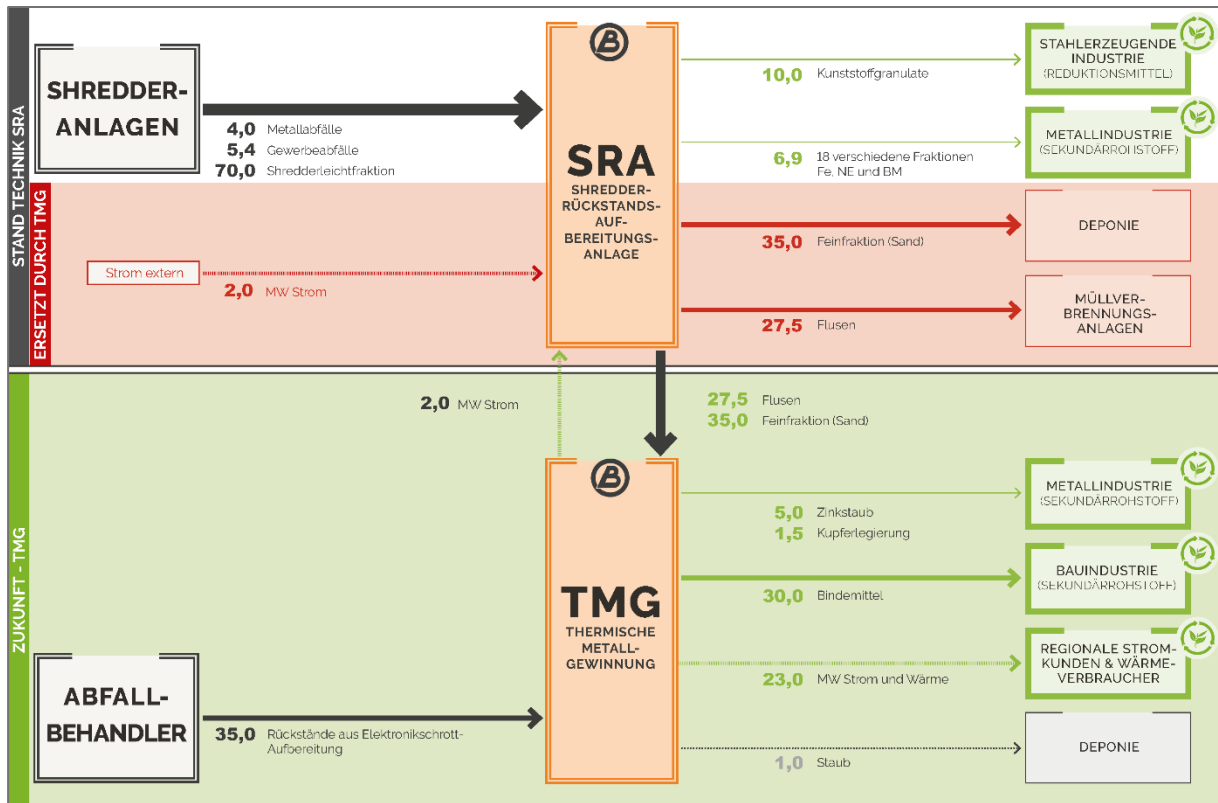 STAND TECHNIK SRA
ERSETZT DURCH TMG
SHREDDER-
ANLAGEN
4,0 Metallabfälle
5,4 Gewerbeabfälle
70,0 Shredderleichtfraktion
Strom extern
2,0 MW Strom
B
SRA
SHREDDER-
RÜCKSTANDS-
AUF-
BEREITUNGS-
ANLAGE
10,0 Kunststoffgranulate
6,9 18 verschiedene Fraktionen
Fe, NE und BM
35,0 Feinfraktion (Sand)
27,5 Flusen
STAHLERZEUGENDE
INDUSTRIE
(REDUKTIONSMITTEL)
METALLINDUSTRIE
(SEKUNDÄRROHSTOFF)
DEPONIE
MÜLLVER-
BRENNUNGS-
ANLAGEN
ZUKUNFT - TMG
2,0 MW Strom
27,5 Flusen
35,0 Feinfraktion (Sand)
ABFALL-
BEHANDLER
35,0 Rückstände aus Elektronikschrott-
Aufbereitung
B
TMG
THERMISCHE
METALL-
GEWINNUNG
5,0 Zinkstaub
1,5 Kupferlegierung
30,0 Bindemittel
23,0 MW Strom und Wärme
1,0 Staub
METALLINDUSTRIE
(SEKUNDÄRROHSTOFF)
BAUINDUSTRIE
(SEKUNDÄRROHSTOFF)
REGIONALE STROM-
KUNDEN & WÄRME-
VERBRAUCHER
DEPONIE